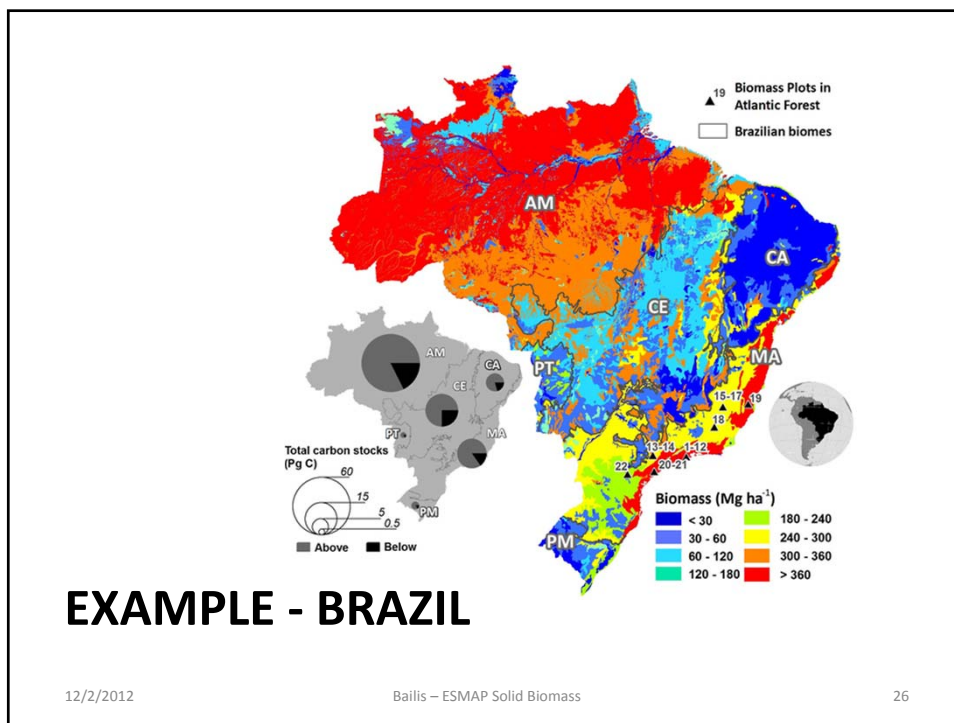 19
Biomass Plots in
Atlantic Forest
Brazilian biomes
AM
CA
CE
MA
PT
15-17
19
18
13-14
1-12
20-21
22
PM
AM
CA
CE
PT
MA
PM
Total carbon stocks
(Pg C)
60
15
5
0.5
Above Below
Biomass (Mg ha⁻¹)
< 30 180 - 240
30 - 60 240 - 300
60 - 120 300 - 360
120 - 180 > 360
EXAMPLE - BRAZIL
12/2/2012 Bailis – ESMAP Solid Biomass 26